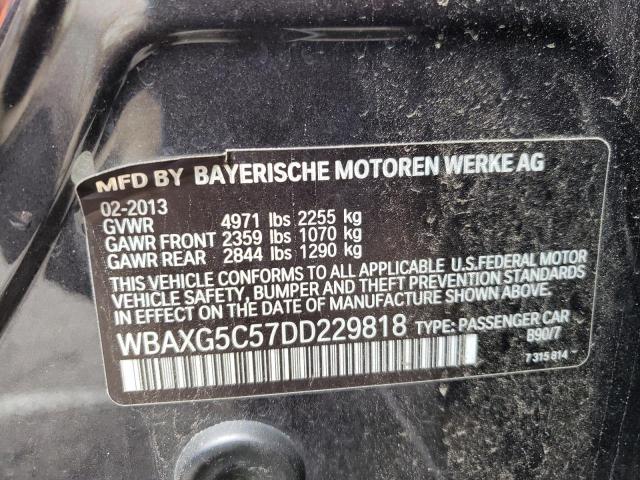 MFD BY BAYERISCHE MOTOREN WERKE AG
02-2013
GVWR 4971 lbs 2255 kg
GAWR FRONT 2359 lbs 1070 kg
GAWR REAR 2844 lbs 1290 kg
THIS VEHICLE CONFORMS TO ALL APPLICABLE U.S.FEDERAL MOTOR
VEHICLE SAFETY, BUMPER AND THEFT PREVENTION STANDARDS
IN EFFECT ON THE DATE OF MANUFACTURE SHOWN ABOVE.
WBAXG5C57DD229818 TYPE: PASSENGER CAR
890/7
7 315 814